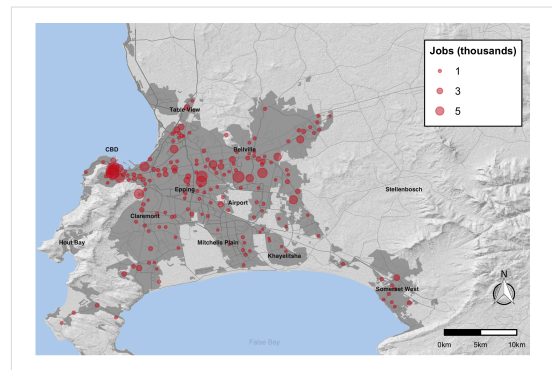 Jobs (thousands)
1
3
5
Table View
CBD
Bellville
Epping
Stellenbosch
Airport
Claremont
Hout Bay
Mitchells Plain
Khayelitsha
Somerset West
N
0km 5km 10km
False Bay